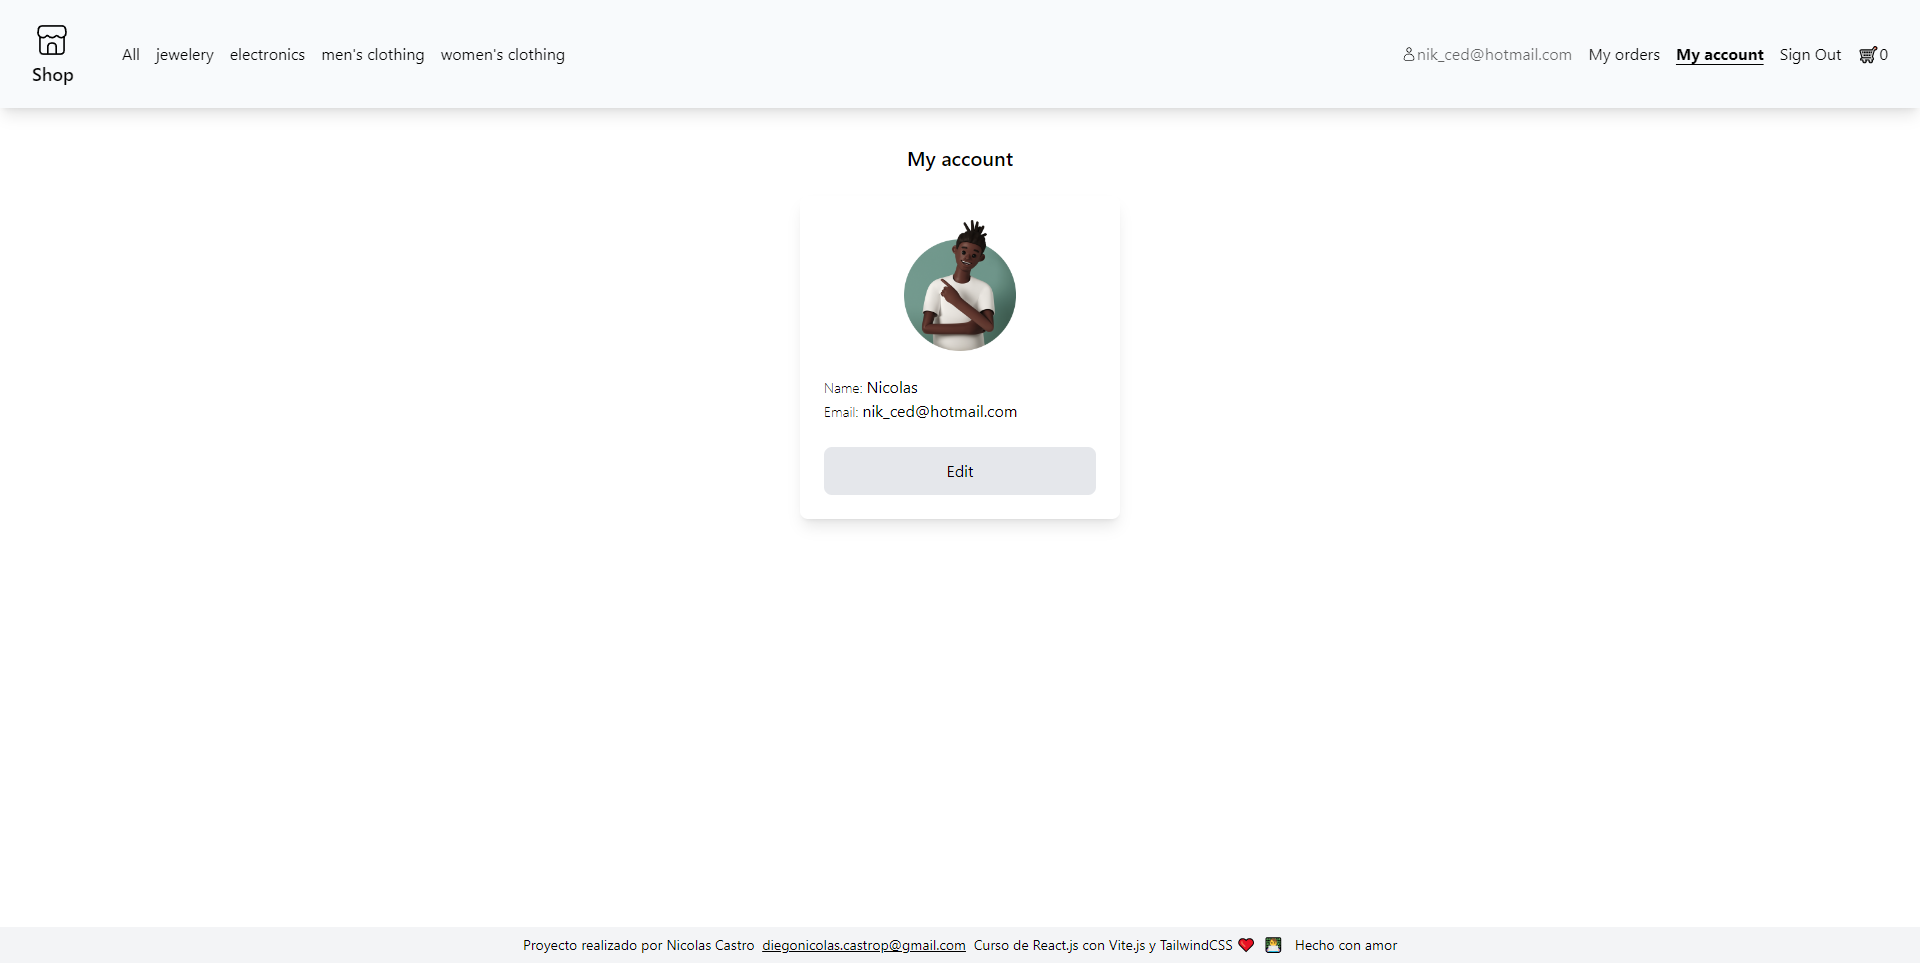 Shop
All jewelery electronics men's clothing women's clothing
nik_ced@hotmail.com My orders My account Sign Out 0
My account
Name: Nicolas
Email: nik_ced@hotmail.com
Edit
Proyecto realizado por Nicolas Castro diegonicolas.castrop@gmail.com Curso de React.js con Vite.js y TailwindCSS ❤️ 👨‍💻 Hecho con amor